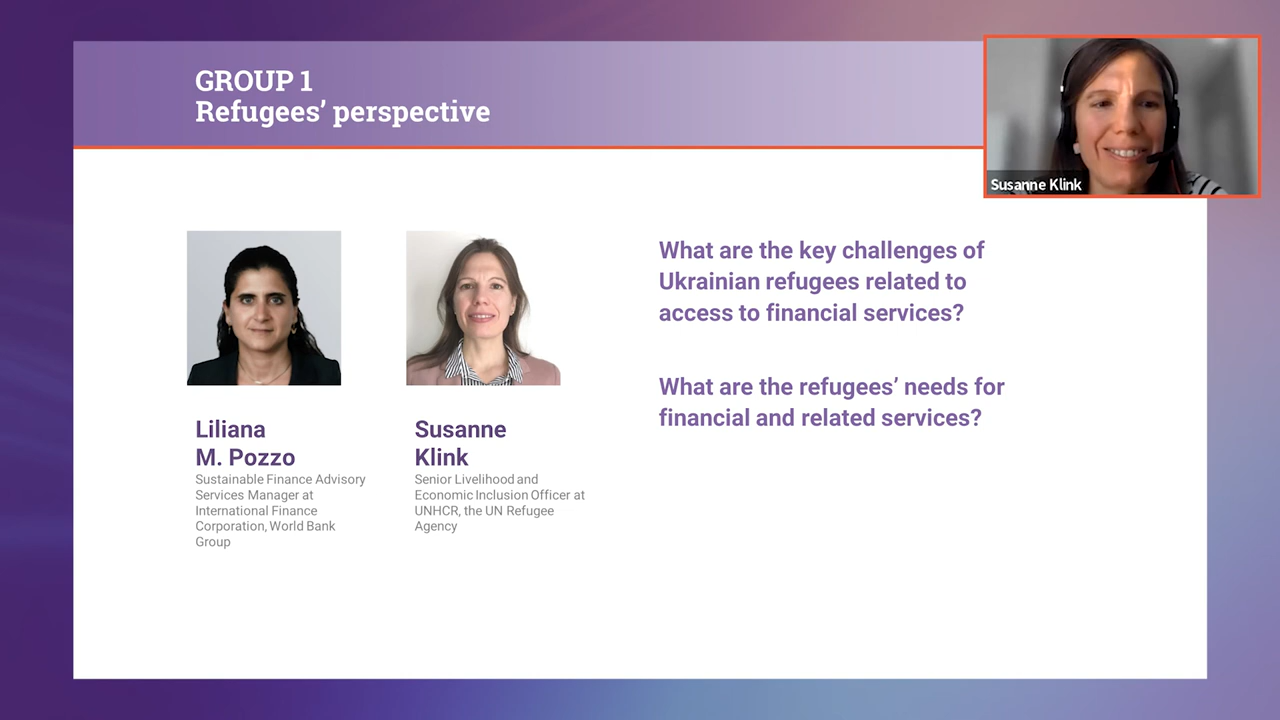 GROUP 1
Refugees’ perspective
Susanne Klink
What are the key challenges of
Ukrainian refugees related to
access to financial services?
What are the refugees’ needs for
financial and related services?
Liliana
M. Pozzo
Sustainable Finance Advisory
Services Manager at
International Finance
Corporation, World Bank
Group
Susanne
Klink
Senior Livelihood and
Economic Inclusion Officer at
UNHCR, the UN Refugee
Agency